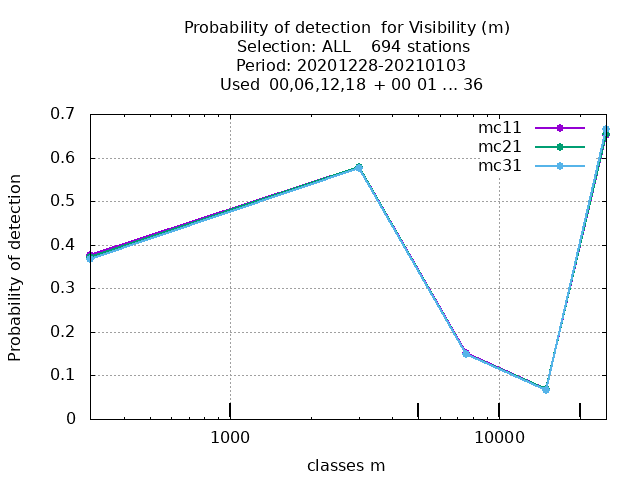 Probability of detection  for Visibility (m)
Selection: ALL    694 stations
Period: 20201228-20210103
Used  00,06,12,18  + 00 01 ... 36
mc11
mc21
mc31
Probability of detection
0.7
0.6
0.5
0.4
0.3
0.2
0.1
0
1000
10000
classes m